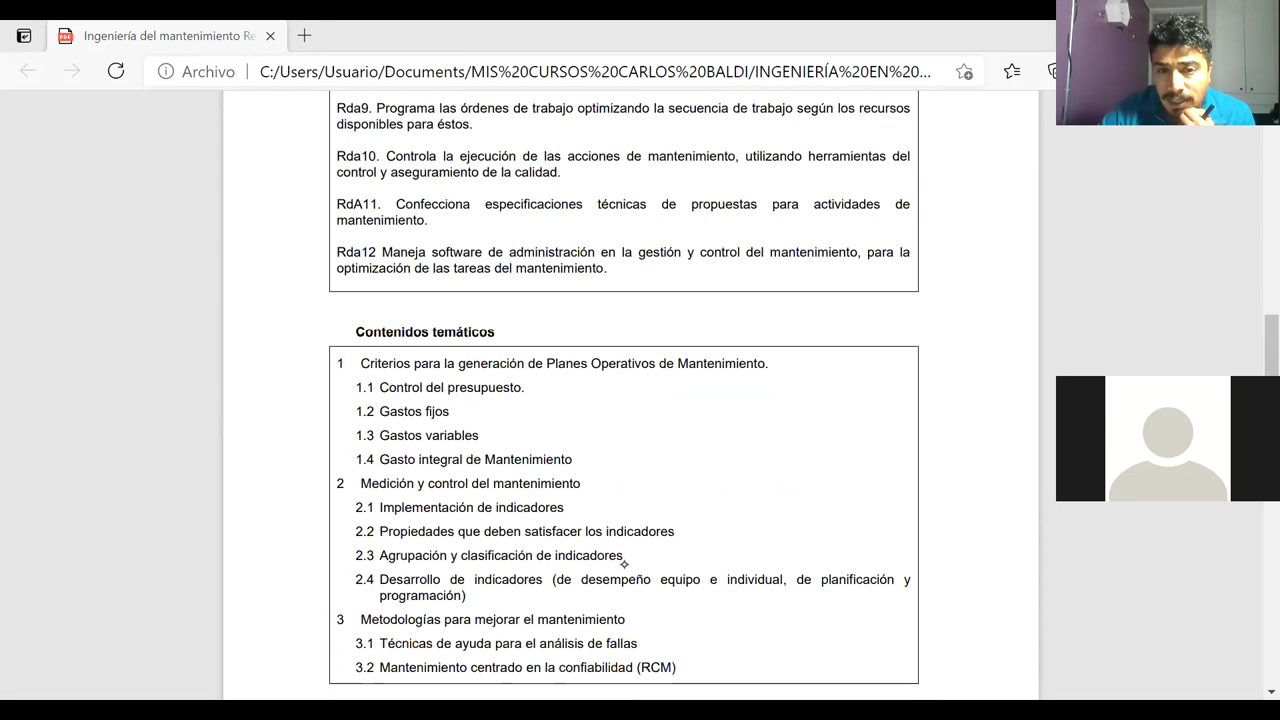 Ingeniería del mantenimiento Re
Archivo
C:/Users/Usuario/Documents/MIS%20CURSOS%20CARLOS%20BALDI/INGENIERÍA%20EN%20...
Rda9. Programa las órdenes de trabajo optimizando la secuencia de trabajo según los recursos
disponibles para éstos.
Rda10. Controla la ejecución de las acciones de mantenimiento, utilizando herramientas del
control y aseguramiento de la calidad.
RdA11. Confecciona especificaciones técnicas de propuestas para actividades de
mantenimiento.
Rda12 Maneja software de administración en la gestión y control del mantenimiento, para la
optimización de las tareas del mantenimiento.
Contenidos temáticos
1 Criterios para la generación de Planes Operativos de Mantenimiento.
1.1 Control del presupuesto.
1.2 Gastos fijos
1.3 Gastos variables
1.4 Gasto integral de Mantenimiento
2 Medición y control del mantenimiento
2.1 Implementación de indicadores
2.2 Propiedades que deben satisfacer los indicadores
2.3 Agrupación y clasificación de indicadores
2.4 Desarrollo de indicadores (de desempeño equipo e individual, de planificación y
programación)
3 Metodologías para mejorar el mantenimiento
3.1 Técnicas de ayuda para el análisis de fallas
3.2 Mantenimiento centrado en la confiabilidad (RCM)